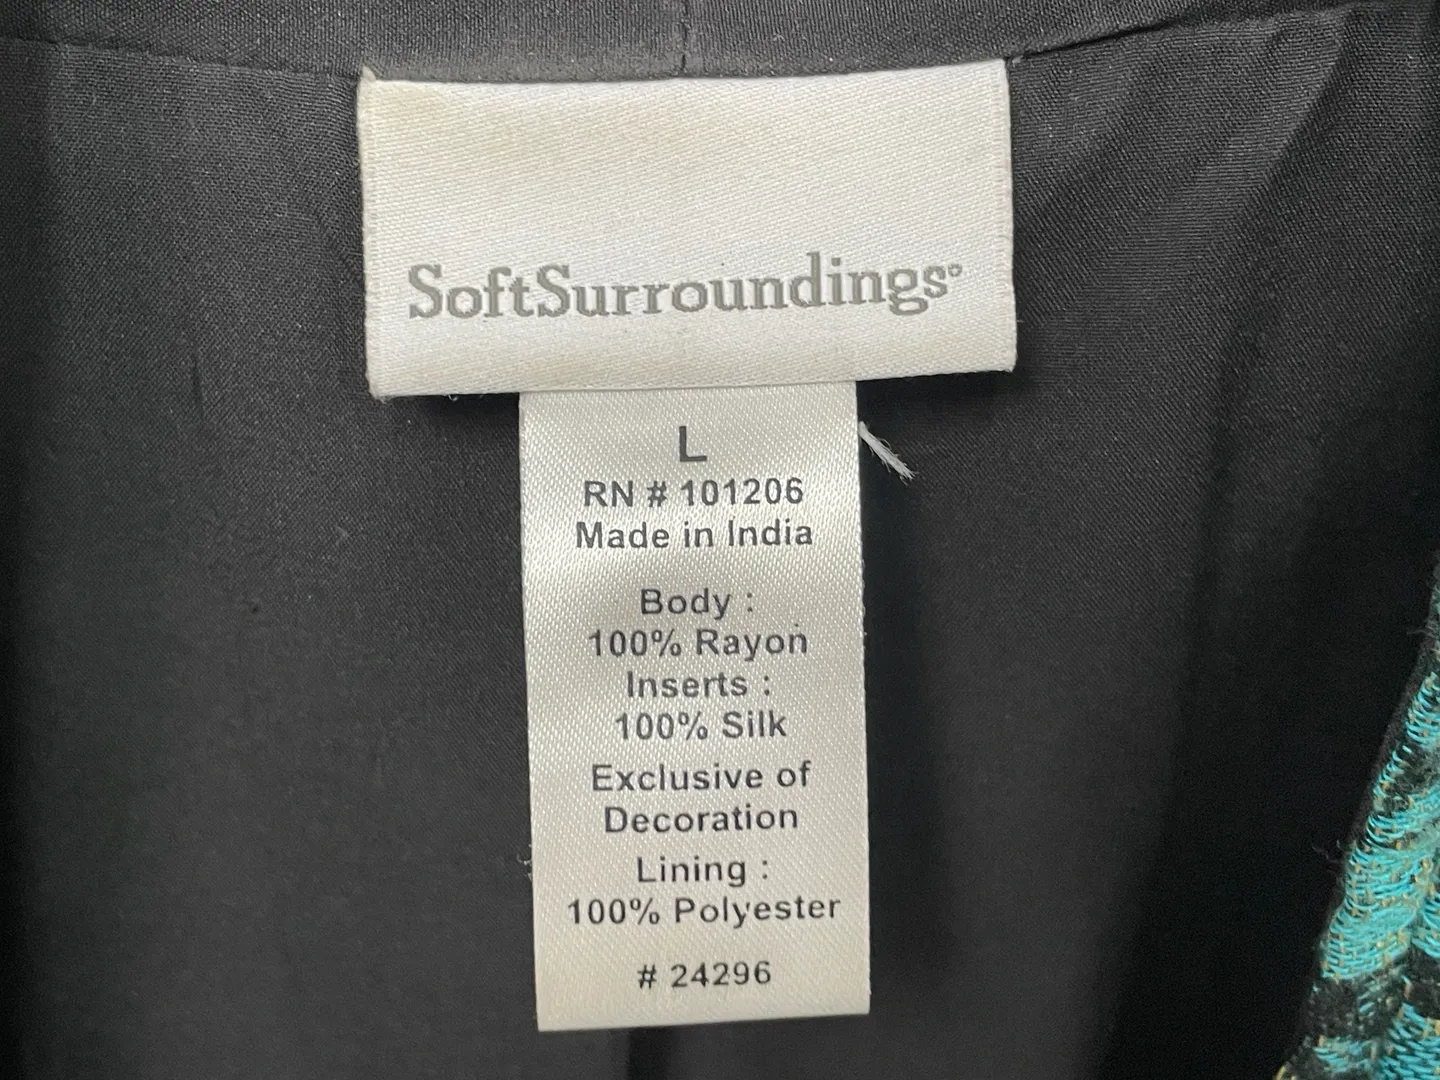 SoftSurroundings®
L
RN # 101206
Made in India
Body :
100% Rayon
Inserts :
100% Silk
Exclusive of
Decoration
Lining :
100% Polyester
# 24296